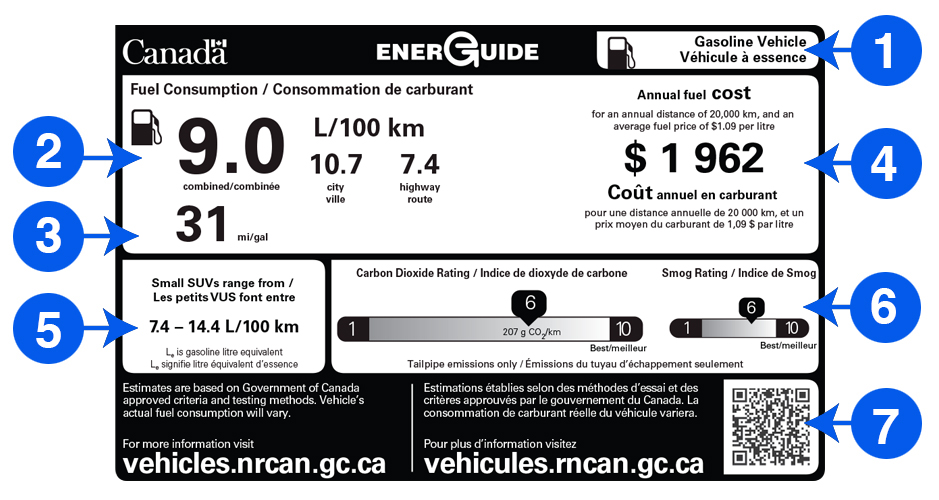 Canada
ENERGUIDE
Gasoline Vehicle
Véhicule à essence
1
Fuel Consumption / Consommation de carburant
2
9.0
combined/combinée
L/100 km
10.7
city
ville
7.4
highway
route
3
31 mi/gal
Annual fuel cost
for an annual distance of 20,000 km, and an
average fuel price of $1.09 per litre
$ 1 962
4
Coût annuel en carburant
pour une distance annuelle de 20 000 km, et un
prix moyen du carburant de 1,09 $ par litre
5
Small SUVs range from /
Les petits VUS font entre
7.4 – 14.4 L/100 km
Le is gasoline litre equivalent
Le signifie litre équivalent d'essence
Carbon Dioxide Rating / Indice de dioxyde de carbone
6
1
207 g CO2/km
10
Best/meilleur
Smog Rating / Indice de Smog
6
1
10
Best/meilleur
6
Tailpipe emissions only / Émissions du tuyau d'échappement seulement
Estimates are based on Government of Canada
approved criteria and testing methods. Vehicle's
actual fuel consumption will vary.
For more information visit
vehicles.nrcan.gc.ca
Estimations établies selon des méthodes d'essai et des
critères approuvés par le gouvernement du Canada. La
consommation de carburant réelle du véhicule variera.
Pour plus d'information visitez
vehicules.rncan.gc.ca
7